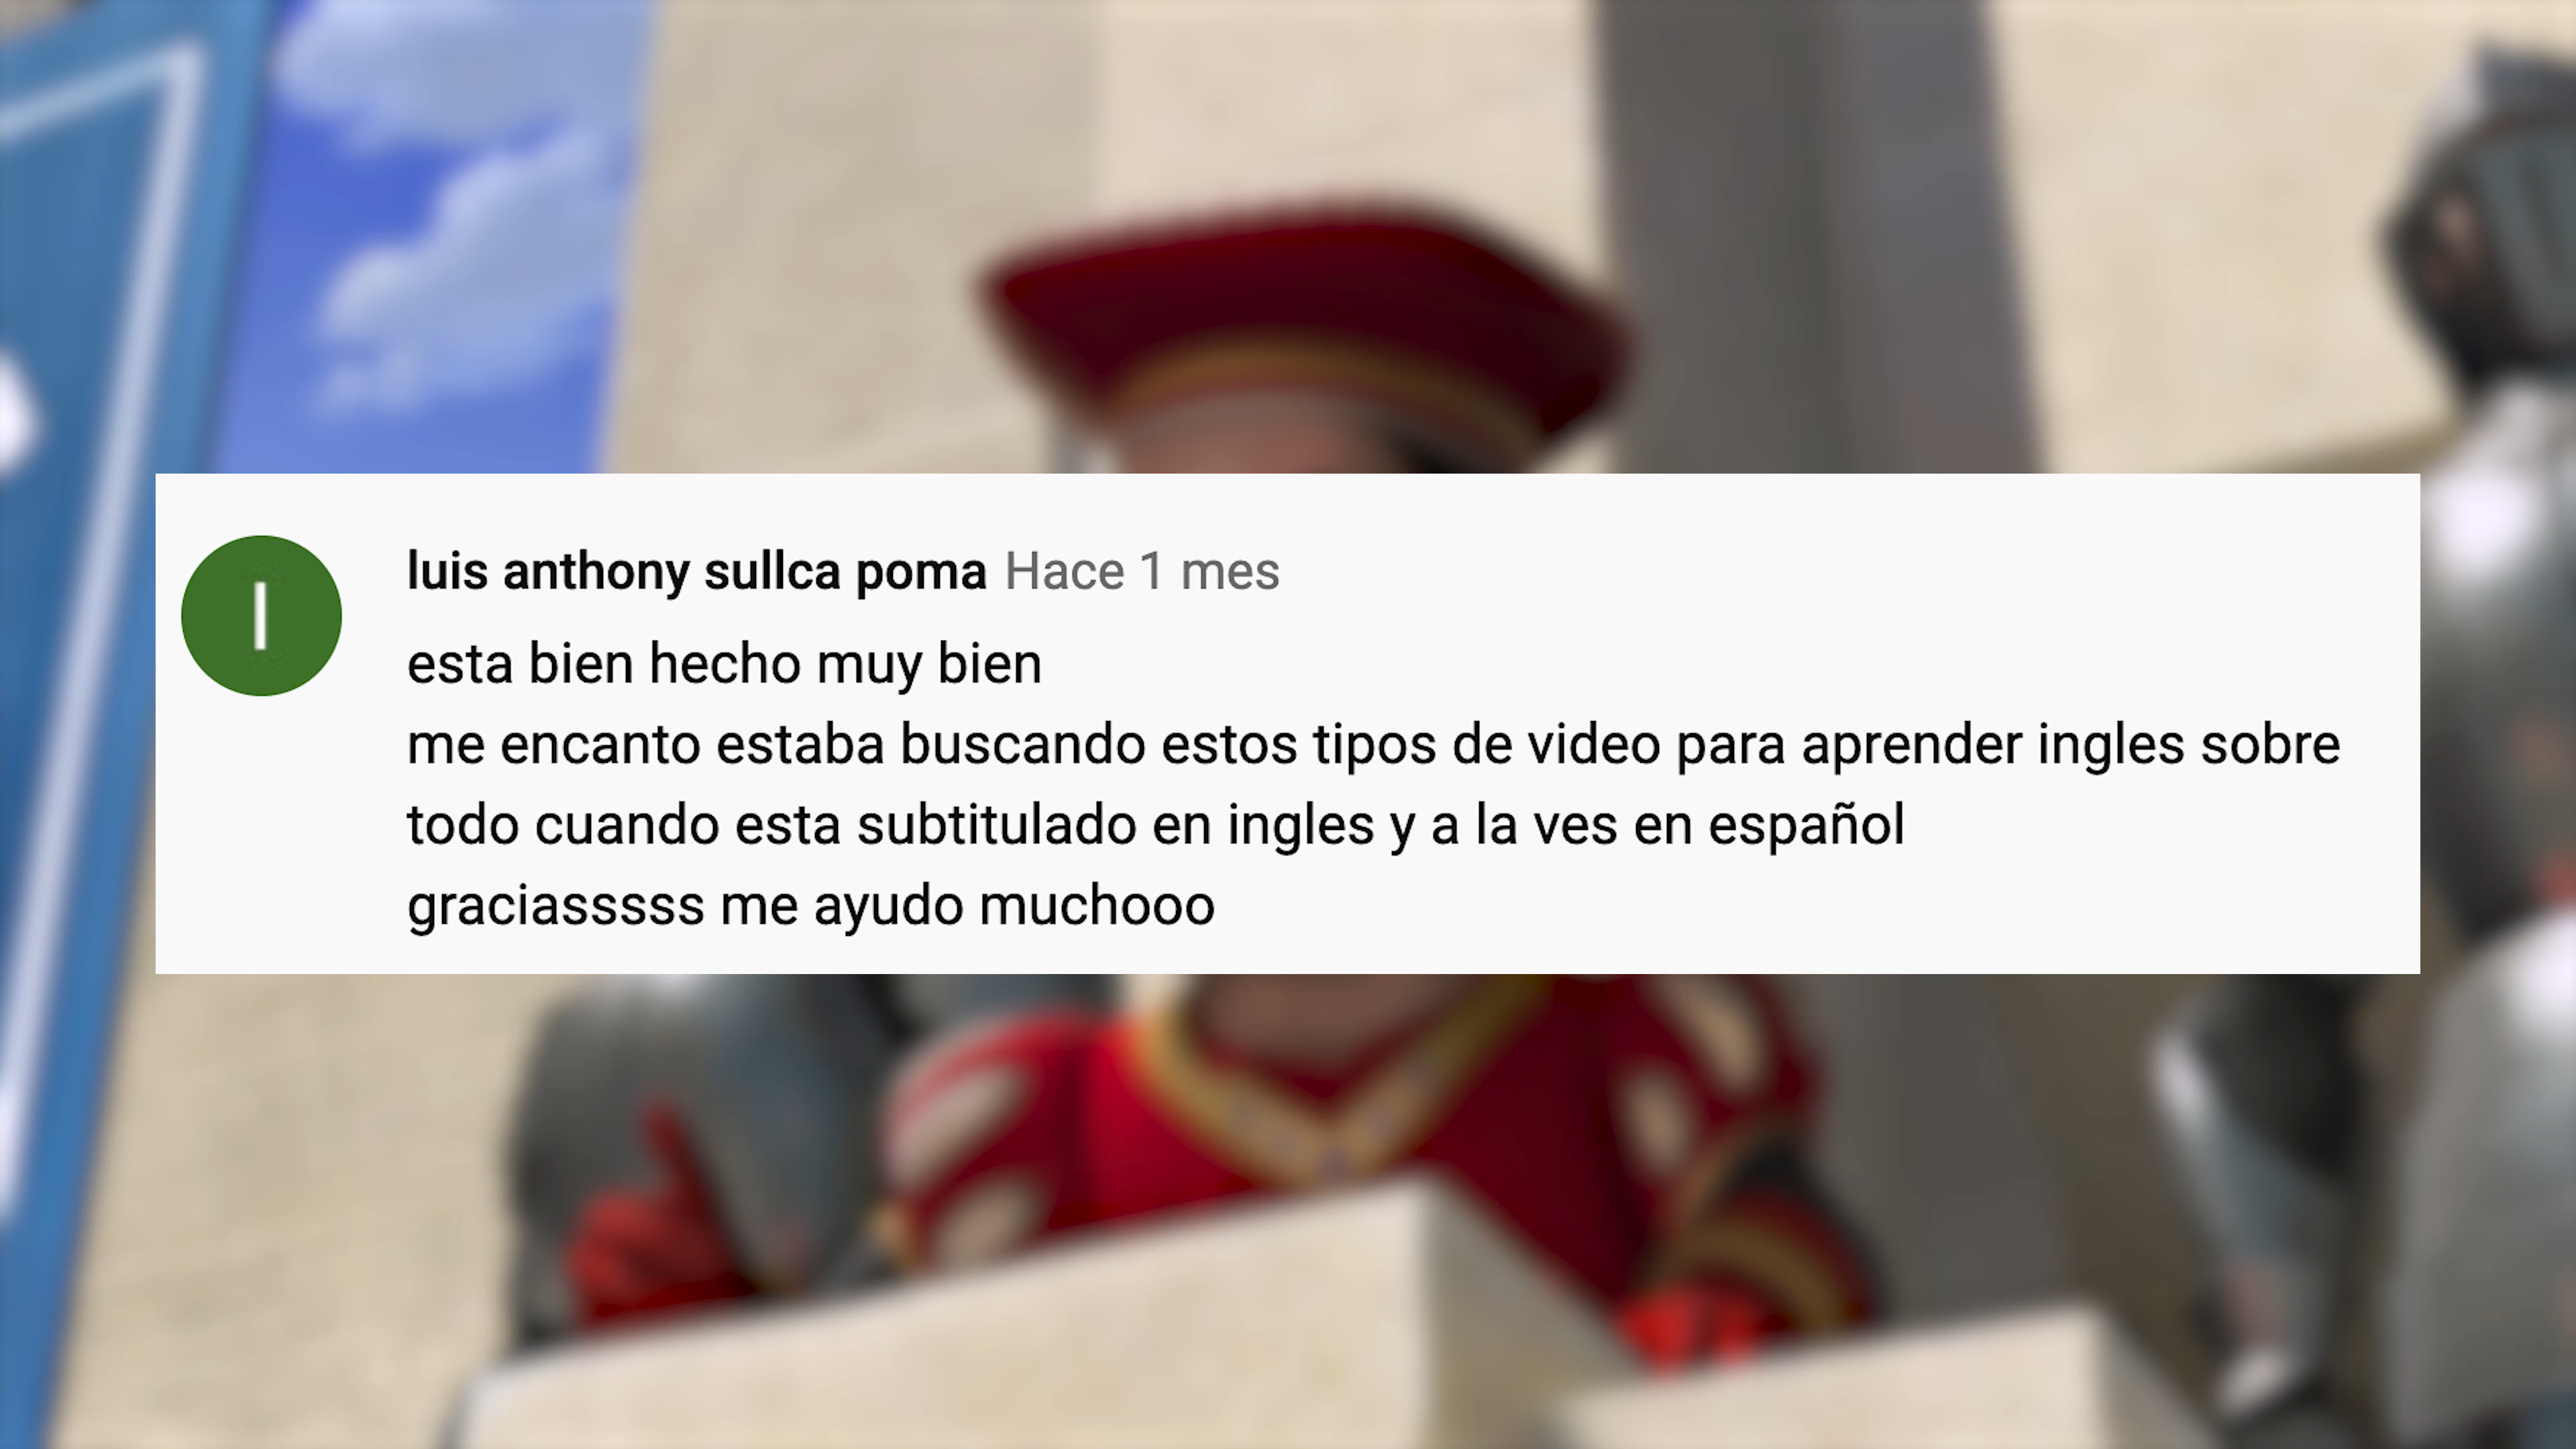 l
luis anthony sullca poma Hace 1 mes
esta bien hecho muy bien
me encanto estaba buscando estos tipos de video para aprender ingles sobre
todo cuando esta subtitulado en ingles y a la ves en español
graciasssss me ayudo muchooo